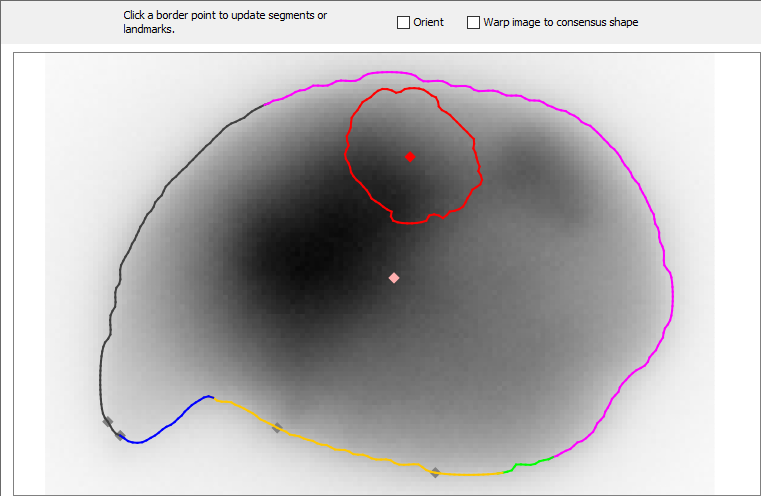 Click a border point to update segments or
landmarks.
Orient
Warp image to consensus shape